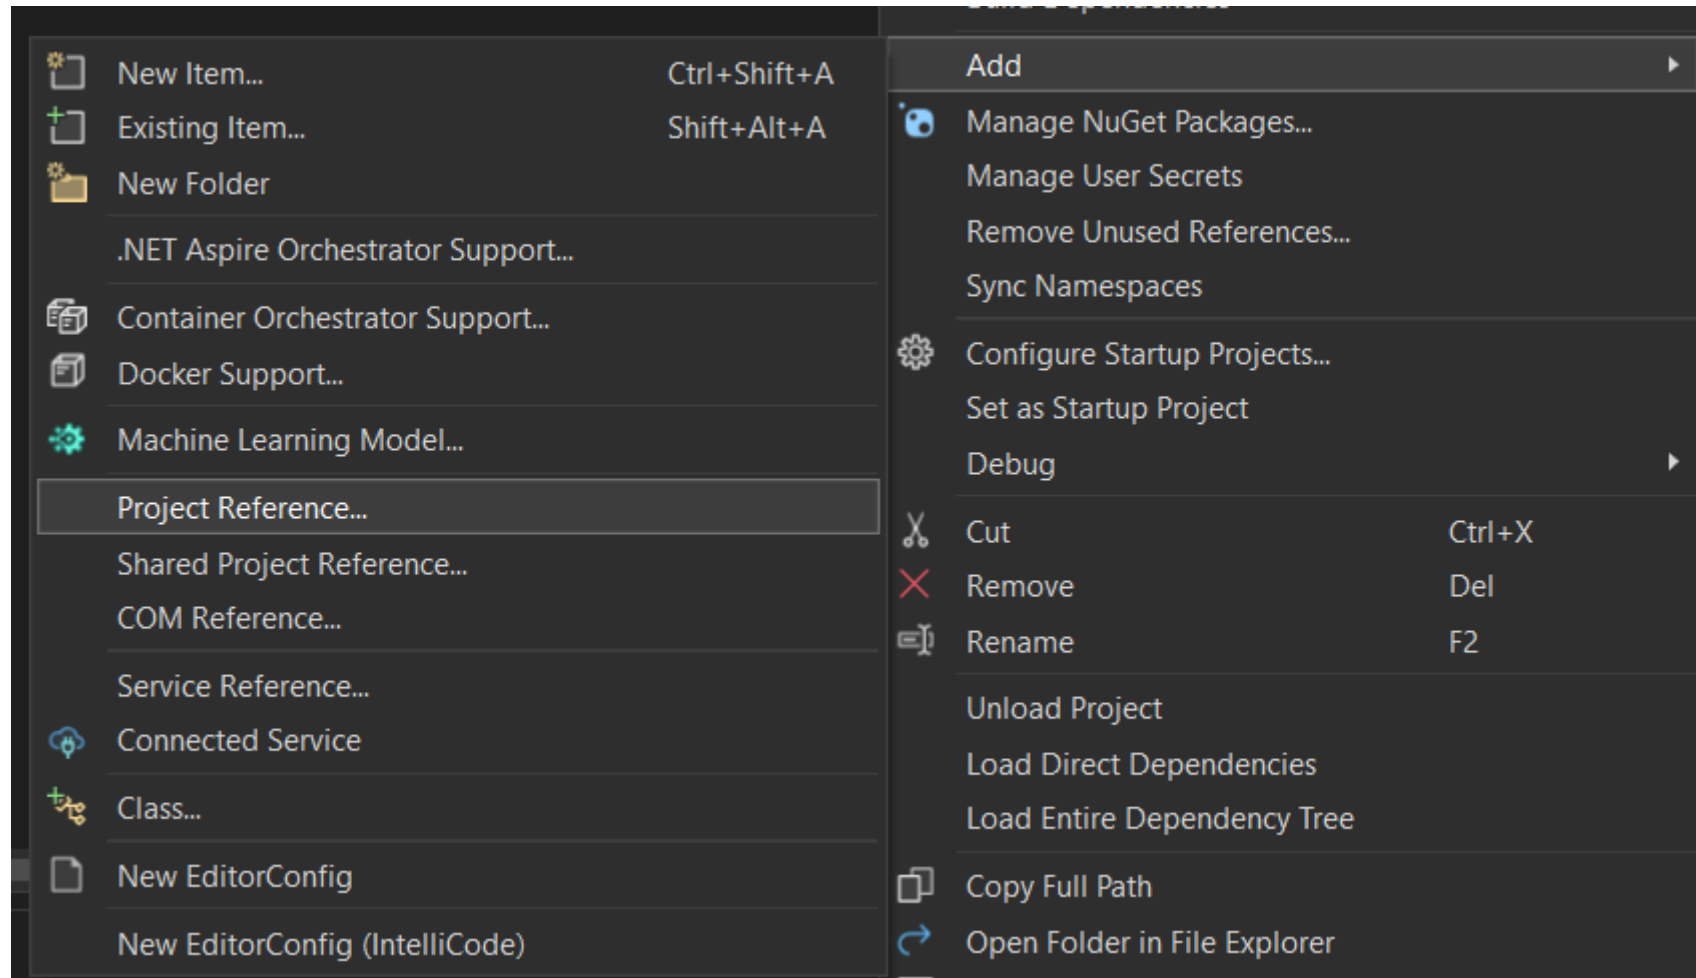 New Item... Ctrl+Shift+A
Existing Item... Shift+Alt+A
New Folder
.NET Aspire Orchestrator Support...
Container Orchestrator Support...
Docker Support...
Machine Learning Model...
Project Reference...
Shared Project Reference...
COM Reference...
Service Reference...
Connected Service
Class...
New EditorConfig
New EditorConfig (IntelliCode)
Add
Manage NuGet Packages...
Manage User Secrets
Remove Unused References...
Sync Namespaces
Configure Startup Projects...
Set as Startup Project
Debug
Cut Ctrl+X
Remove Del
Rename F2
Unload Project
Load Direct Dependencies
Load Entire Dependency Tree
Copy Full Path
Open Folder in File Explorer